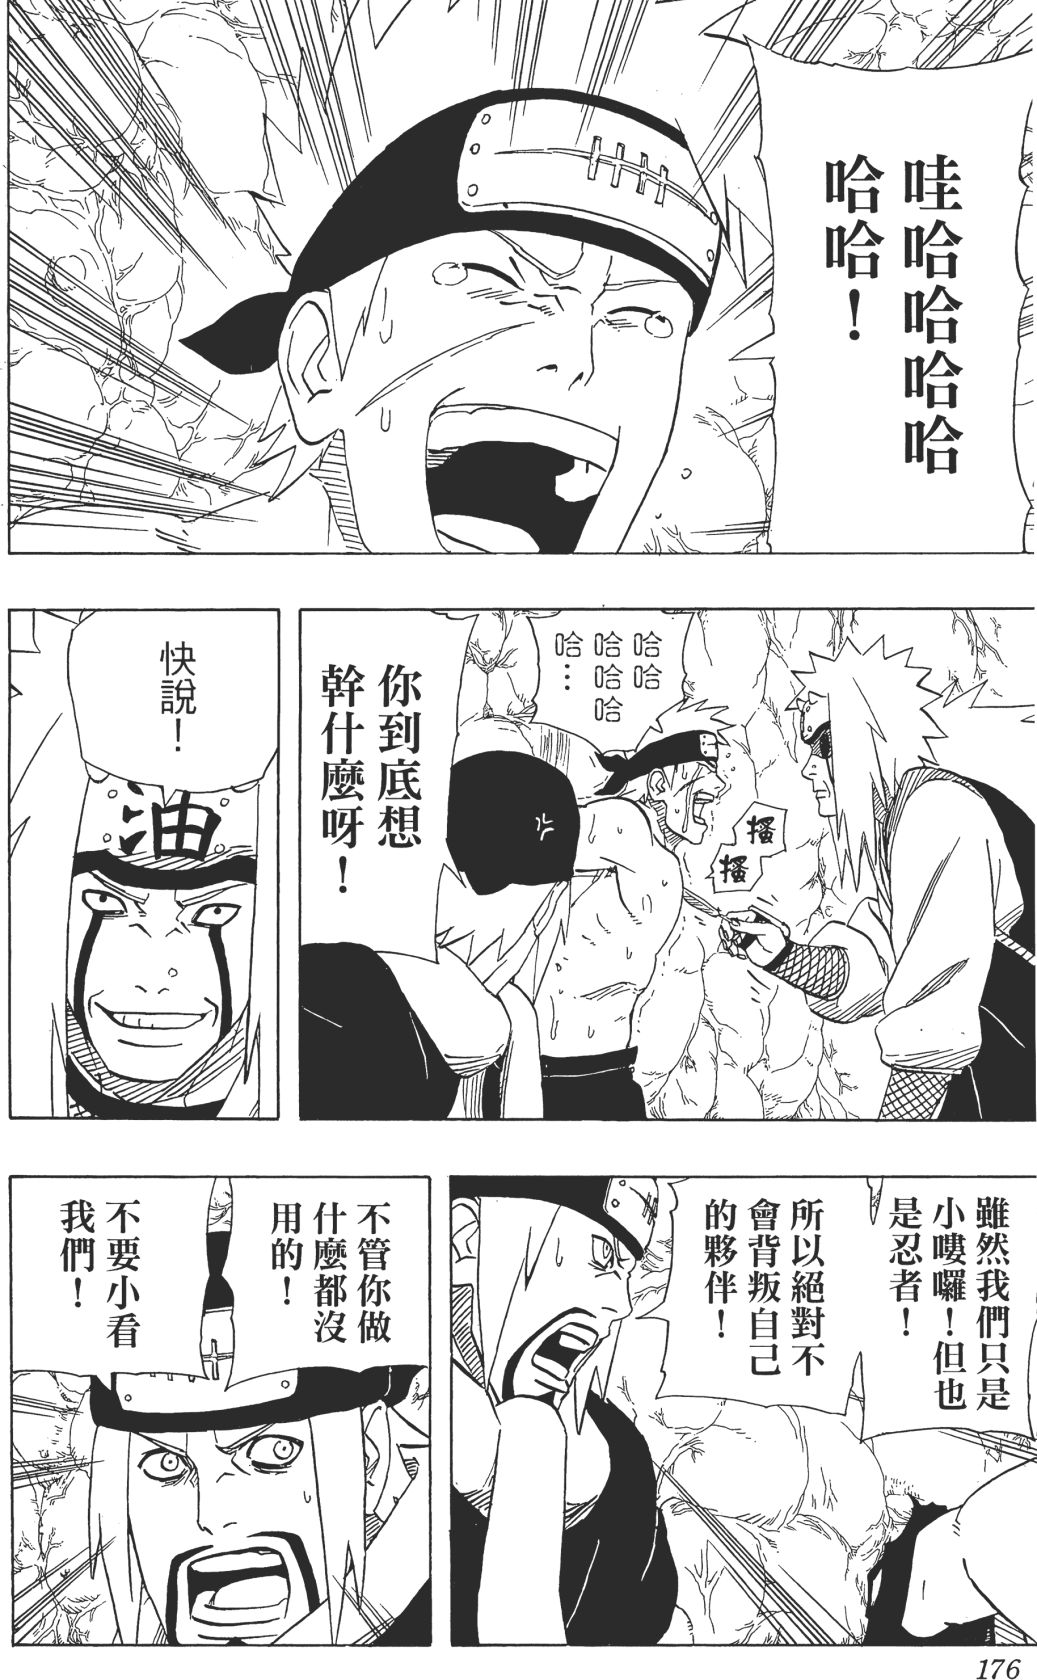 哇哈哈哈哈
哈哈！
哈哈
哈哈哈
哈…
搔
搔
你到底想
幹什麼呀！
快說！
油
雖然我們只是
小嘍囉！但也
是忍者！
所以絕對不
會背叛自己
的夥伴！
不管你做
什麼都沒
用的！
不要小看
我們！
176